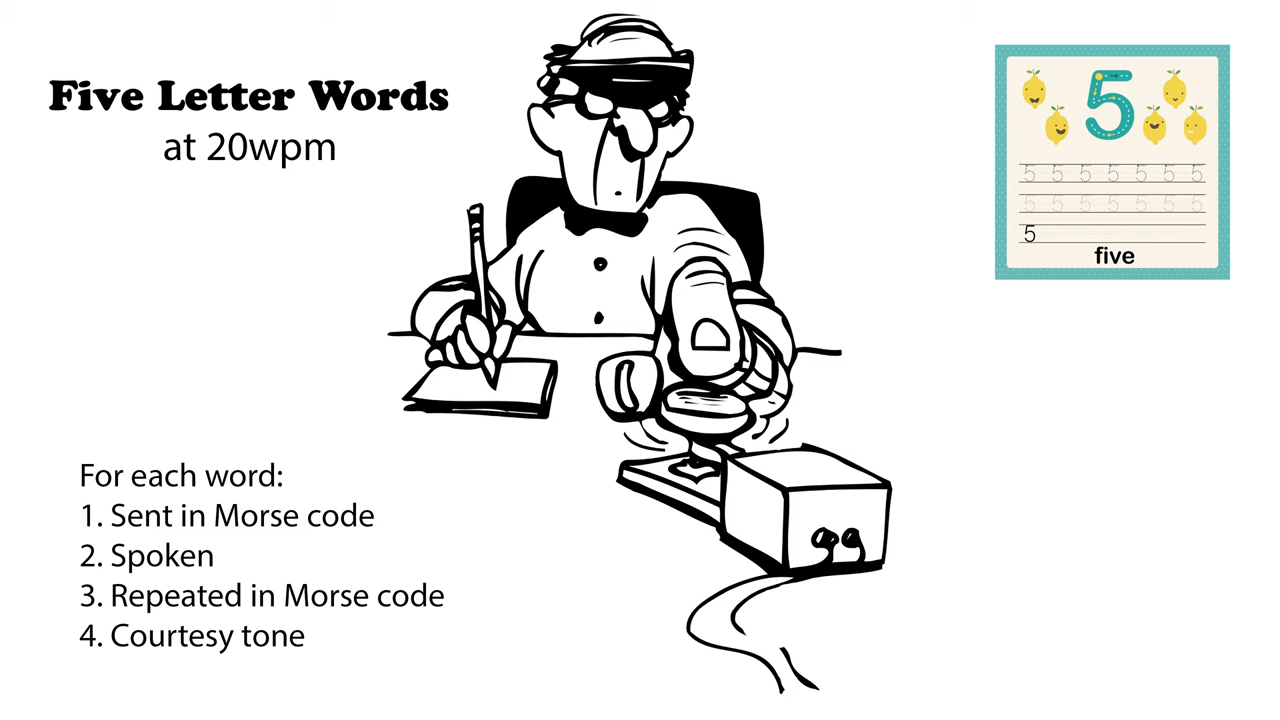 Five Letter Words
at 20wpm
5
5 5 5 5 5 5 5
5 5 5 5 5 5 5
5
five
For each word:
1. Sent in Morse code
2. Spoken
3. Repeated in Morse code
4. Courtesy tone